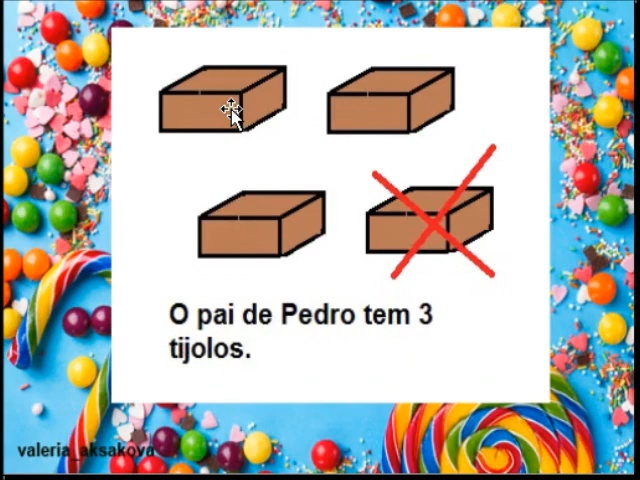 O pai de Pedro tem 3
tijolos.
valeria_aksakova